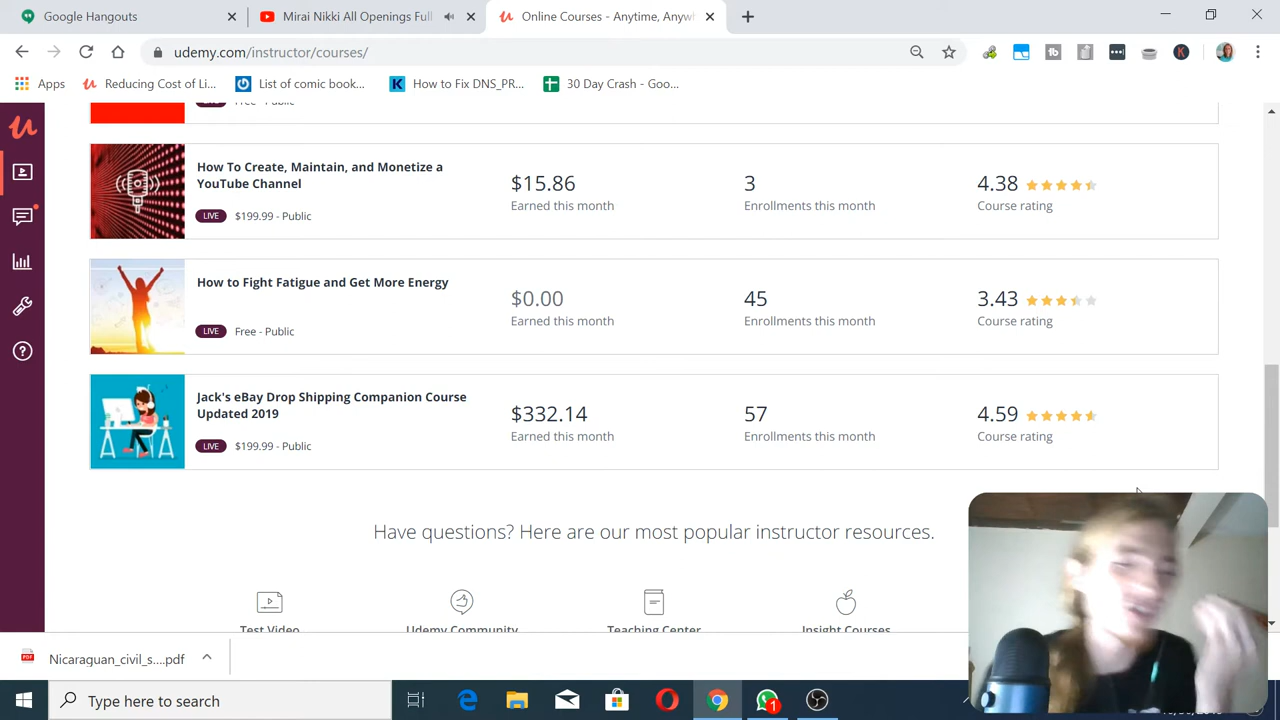 Google Hangouts
Mirai Nikki All Openings Full
Online Courses - Anytime, Anywh
udemy.com/instructor/courses/
Apps
Reducing Cost of Li...
List of comic book...
How to Fix DNS_PR...
30 Day Crash - Goo...
Free - Public
How To Create, Maintain, and Monetize a
YouTube Channel
LIVE $199.99 - Public
$15.86
Earned this month
3
Enrollments this month
4.38
Course rating
How to Fight Fatigue and Get More Energy
LIVE Free - Public
$0.00
Earned this month
45
Enrollments this month
3.43
Course rating
Jack's eBay Drop Shipping Companion Course
Updated 2019
LIVE $199.99 - Public
$332.14
Earned this month
57
Enrollments this month
4.59
Course rating
Have questions? Here are our most popular instructor resources.
Test Video
Udemy Community
Teaching Center
Insight Courses
Nicaraguan_civil_s....pdf
Type here to search